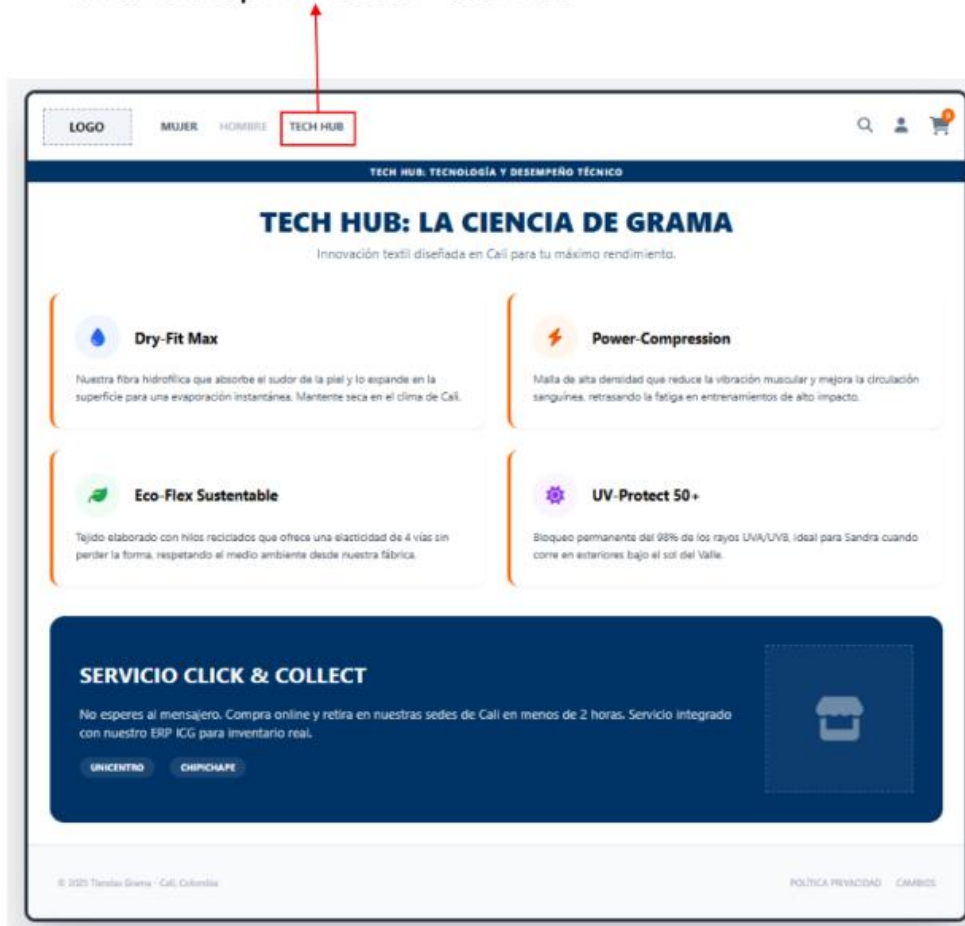 LOGO MUJER HOMBRE TECH HUB 0
TECH HUB: TECNOLOGÍA Y DESEMPEÑO TÉCNICO
TECH HUB: LA CIENCIA DE GRAMA
Innovación textil diseñada en Cali para tu máximo rendimiento.
Dry-Fit Max
Nuestra fibra hidrofílica que absorbe el sudor de la piel y lo expande en la
superficie para una evaporación instantánea. Mantente seca en el clima de Cali.
Power-Compression
Malla de alta densidad que reduce la vibración muscular y mejora la circulación
sanguínea, retrasando la fatiga en entrenamientos de alto impacto.
Eco-Flex Sustentable
Tejido elaborado con hilos reciclados que ofrece una elasticidad de 4 vías sin
perder la forma, respetando el medio ambiente desde nuestra fábrica.
UV-Protect 50+
Bloqueo permanente del 98% de los rayos UVA/UVB, ideal para Sandra cuando
corre en exteriores bajo el sol del Valle.
SERVICIO CLICK & COLLECT
No esperes al mensajero. Compra online y retira en nuestras sedes de Cali en menos de 2 horas. Servicio integrado
con nuestro ERP ICG para inventario real.
UNICENTRO CHIPICHAPE
© 2025 Tiendas Grama - Cali, Colombia POLÍTICA PRIVACIDAD CAMBIOS